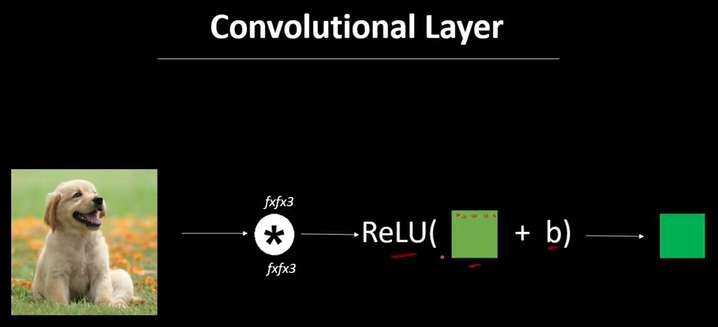 Convolutional Layer
fxfx3
*
ReLU( + b)
fxfx3